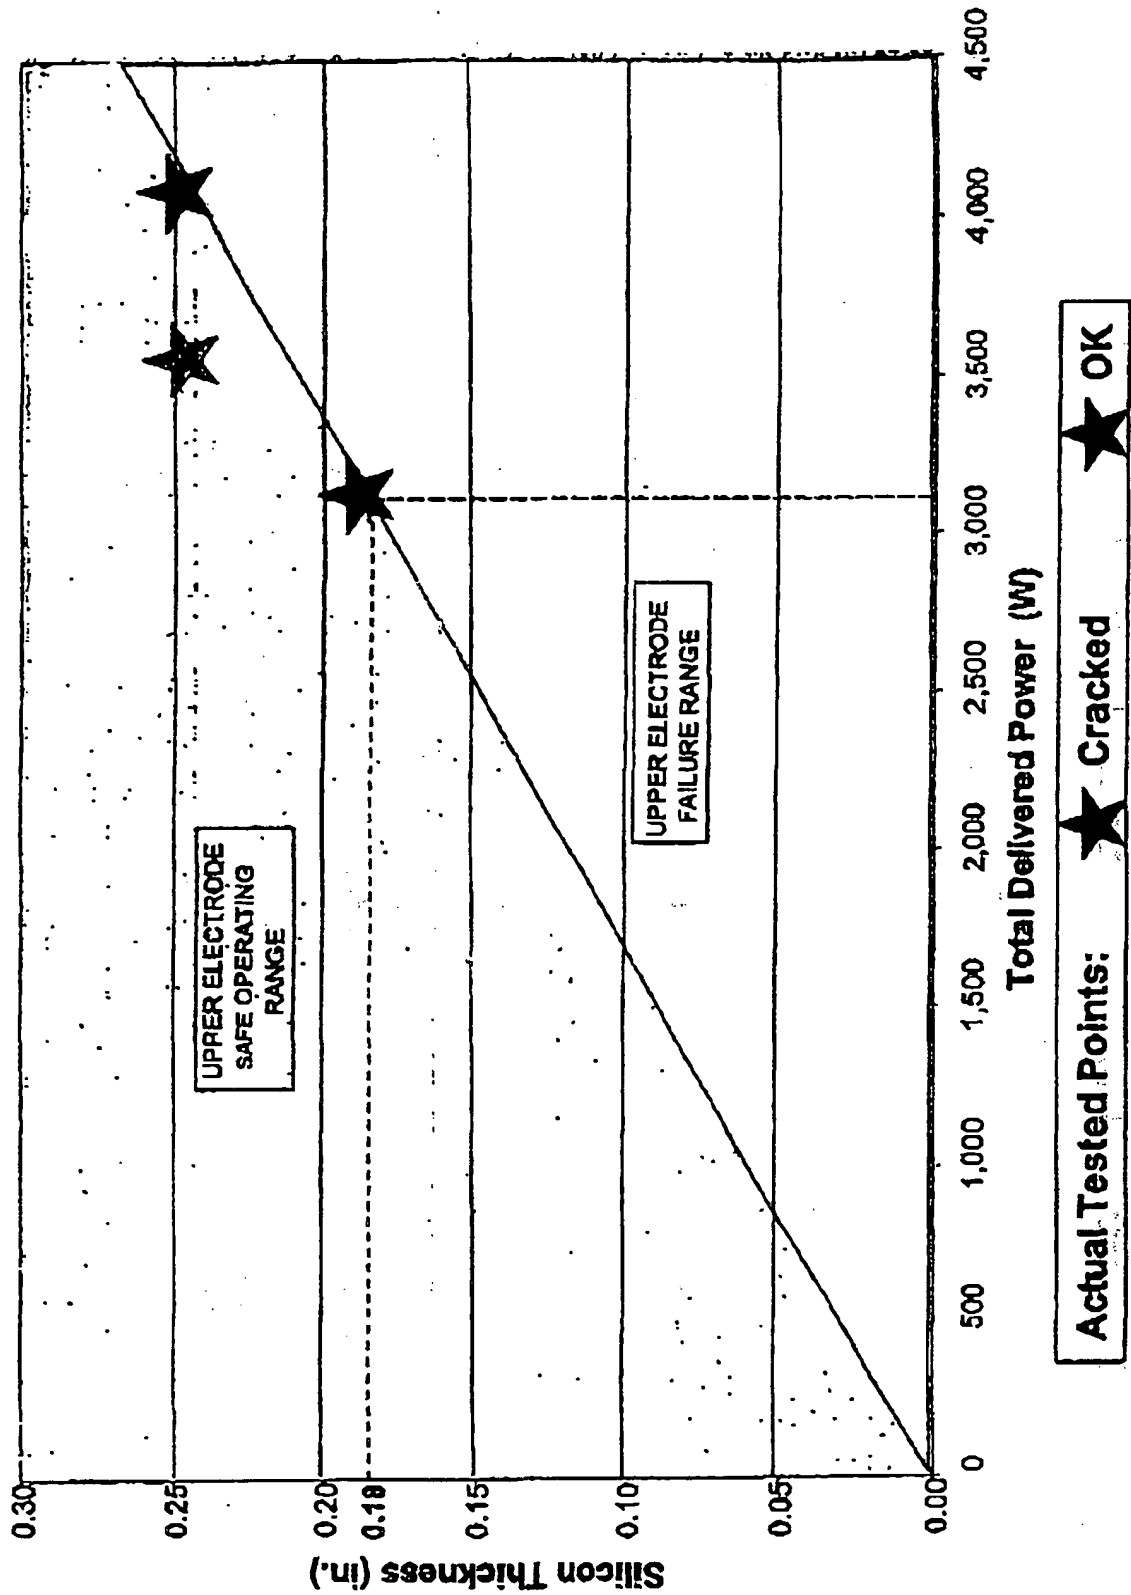 Silicon Thickness (in.)
0.30
0.25
0.20
0.18
0.15
0.10
0.05
0.00
UPPER ELECTRODE
SAFE OPERATING
RANGE
UPPER ELECTRODE
FAILURE RANGE
0 500 1,000 1,500 2,000 2,500 3,000 3,500 4,000 4,500
Total Delivered Power (W)
Actual Tested Points: Cracked OK